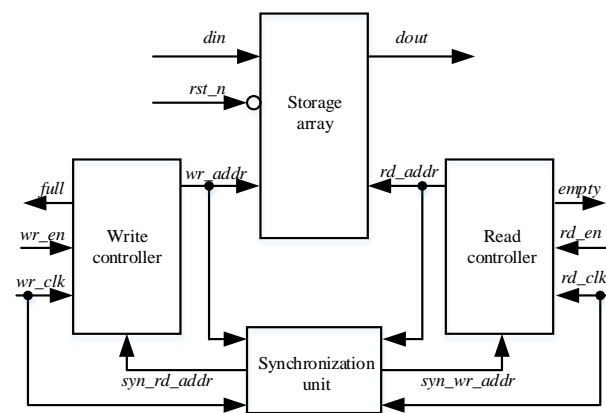 din
dout
rst_n
Storage
array
full
wr_addr
rd_addr
empty
wr_en
Write
controller
Read
controller
rd_en
wr_clk
rd_clk
Synchronization
unit
syn_rd_addr
syn_wr_addr